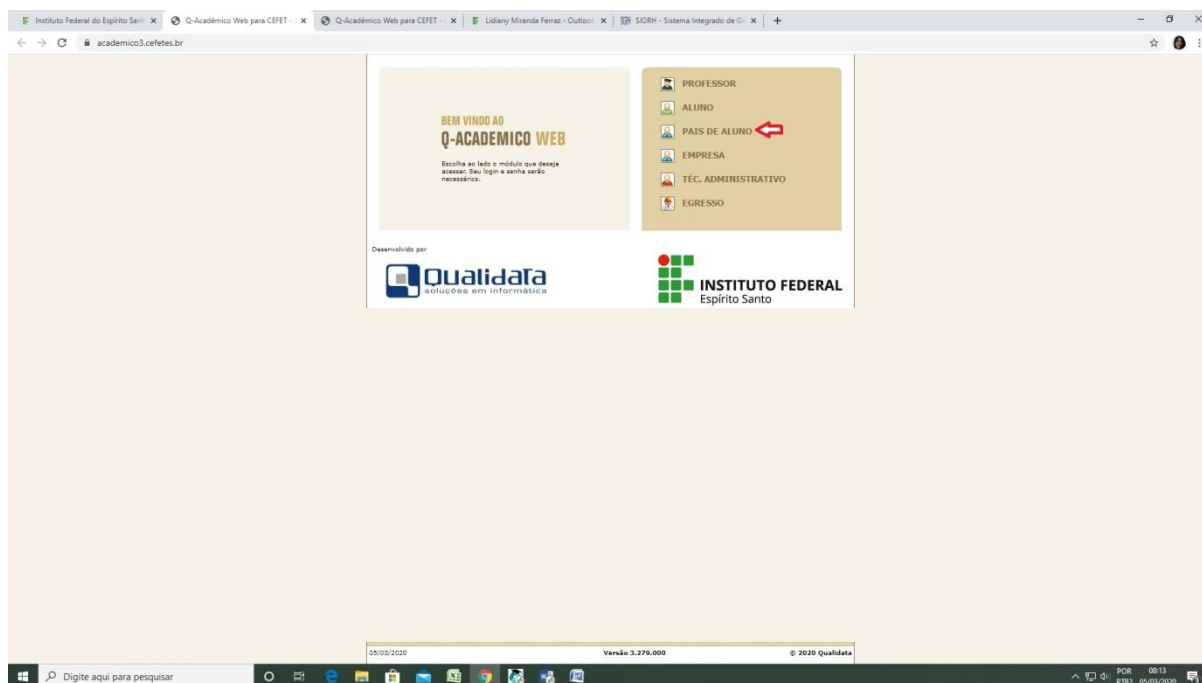 Instituto Federal do Espírito Sant
Q-Acadêmico Web para CEFET -
Q-Acadêmico Web para CEFET -
Lidiany Miranda Ferraz - Outlook
SIGRH - Sistema Integrado de Ge
academico3.cefetes.br
BEM VINDO AO
Q-ACADEMICO WEB
Escolha ao lado o módulo que deseja
acessar. Seu login e senha serão
necessários.
PROFESSOR
ALUNO
PAIS DE ALUNO
EMPRESA
TÉC. ADMINISTRATIVO
EGRESSO
Desenvolvido por
Qualidata
soluções em informática
INSTITUTO FEDERAL
Espírito Santo
05/03/2020
Versão 3.279.000
© 2020 Qualidata
Digite aqui para pesquisar
POR
08:13
PTB2
05/03/2020